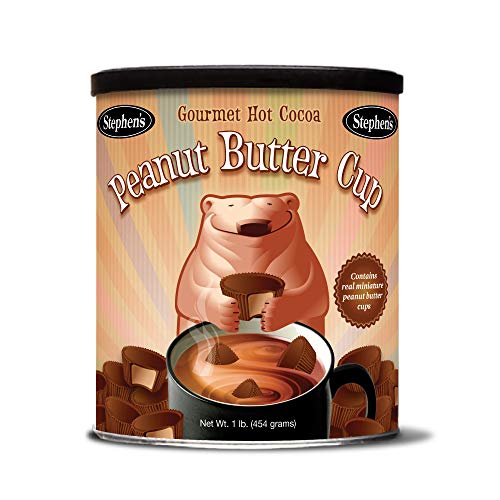 Gourmet Hot Cocoa
Stephen's
Stephen's
Peanut Butter Cup
Contains
real miniature
peanut butter
cups
Net Wt. 1 lb. (454 grams)